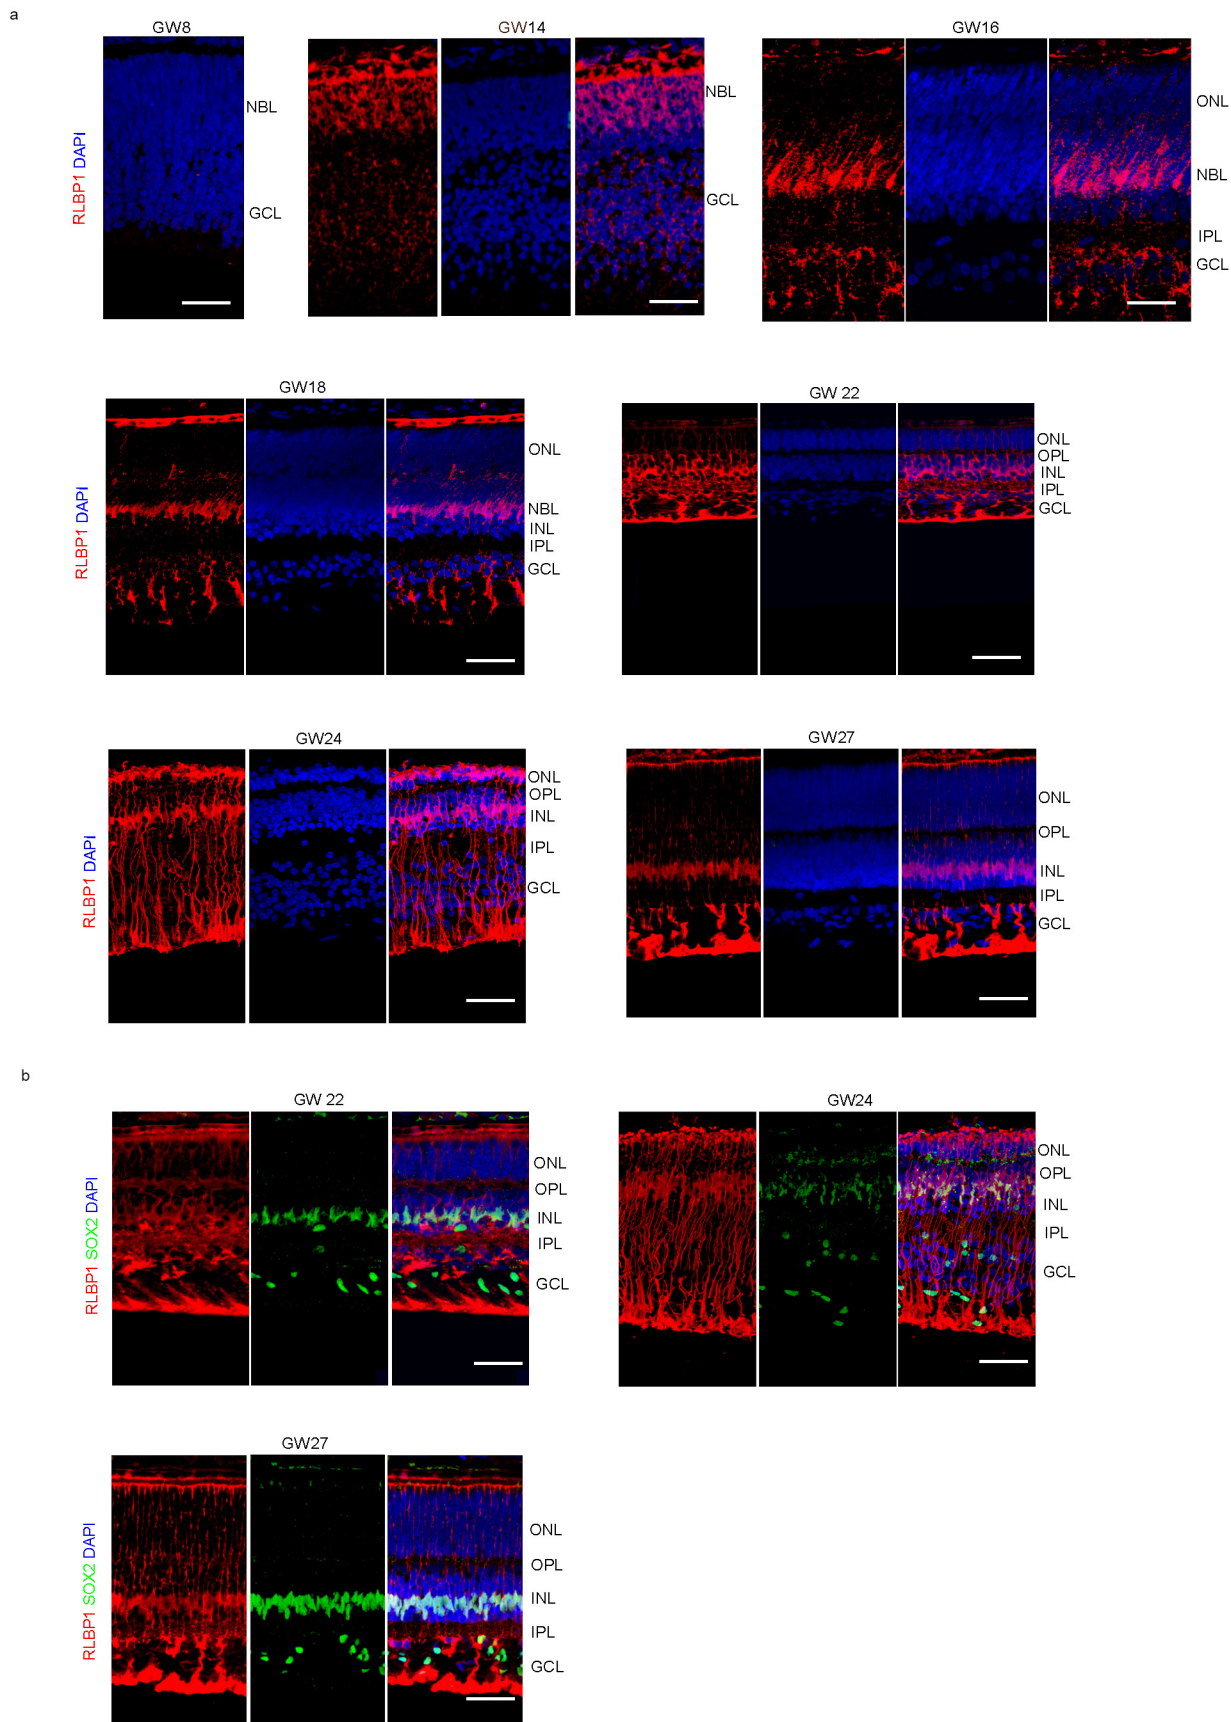 a
GW8
GW14
GW16
RLBP1 DAPI
NBL
GCL
NBL
GCL
ONL
NBL
IPL
GCL
GW18
GW 22
RLBP1 DAPI
ONL
NBL
INL
IPL
GCL
ONL
OPL
INL
IPL
GCL
GW24
GW27
RLBP1 DAPI
ONL
OPL
INL
IPL
GCL
ONL
OPL
INL
IPL
GCL
b
GW 22
GW24
RLBP1 SOX2 DAPI
ONL
OPL
INL
IPL
GCL
ONL
OPL
INL
IPL
GCL
GW27
RLBP1 SOX2 DAPI
ONL
OPL
INL
IPL
GCL